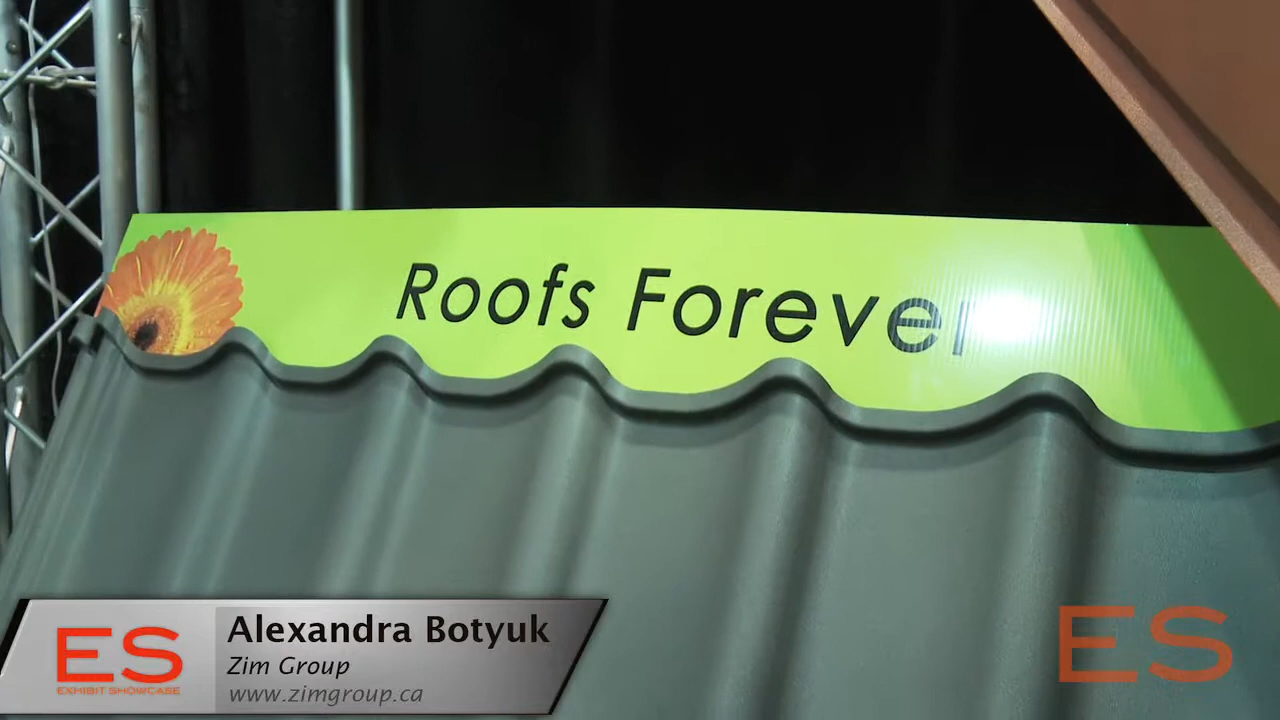 Roofs Forever
ES
EXHIBIT SHOWCASE
Alexandra Botyuk
Zim Group
www.zimgroup.ca
ES